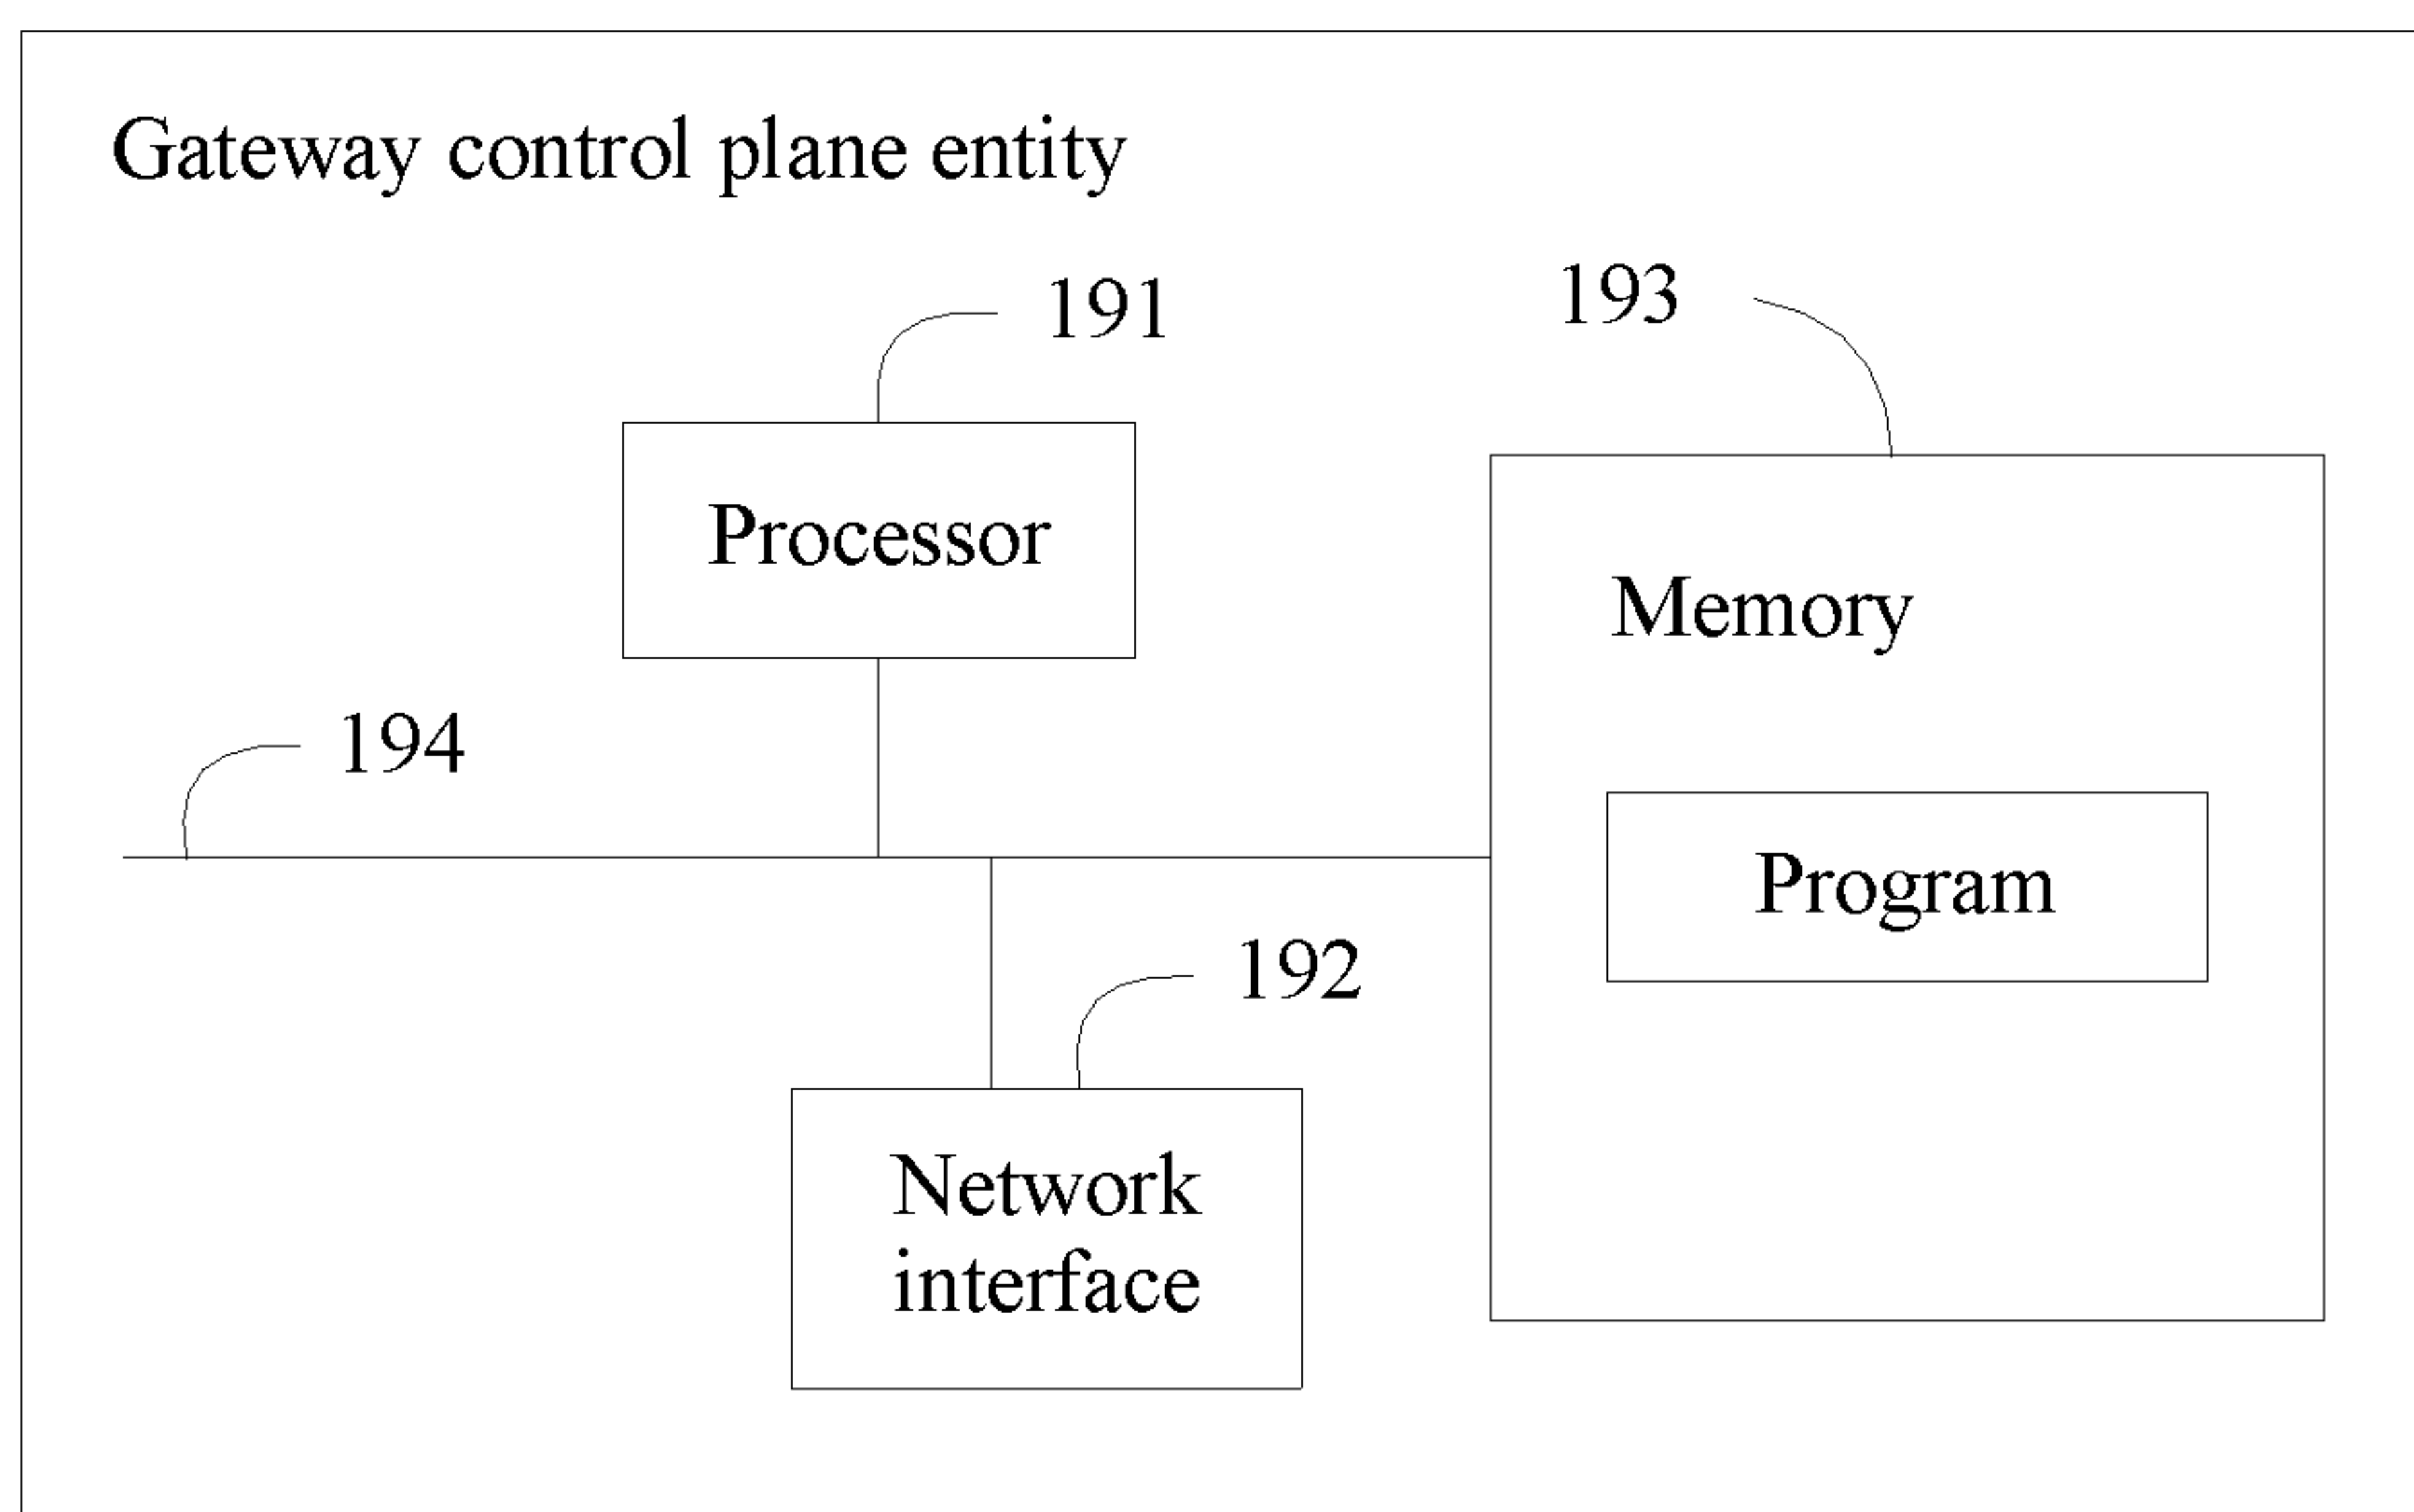 Gateway control plane entity
191
193
Processor
Memory
194
Program
192
Network
interface